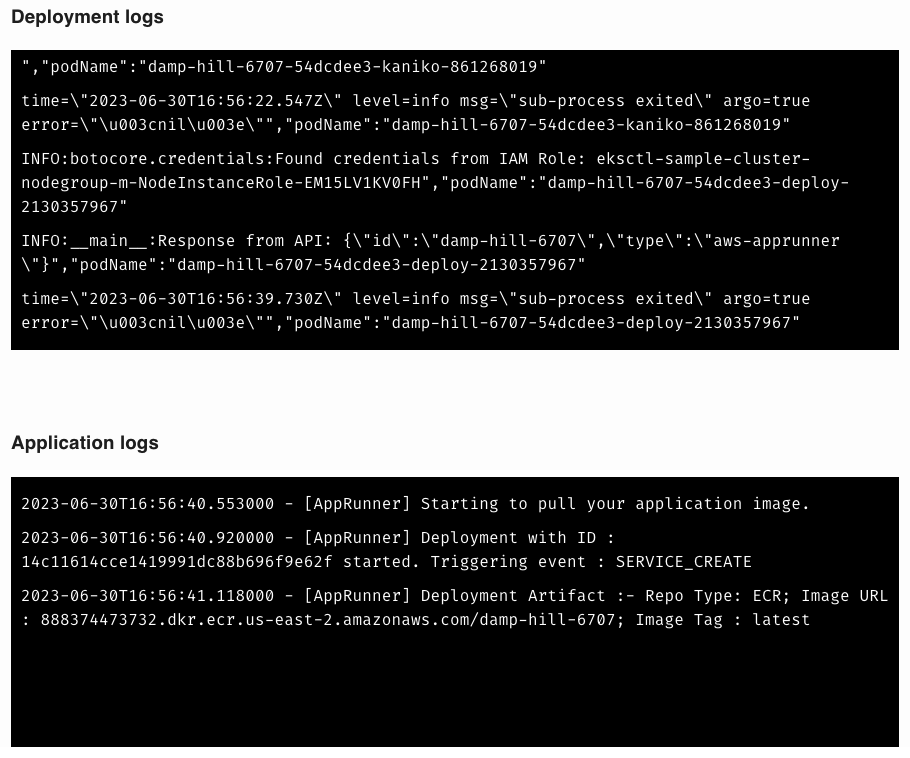 Deployment logs
","podName":"damp-hill-6707-54dcdee3-kaniko-861268019"
time=\"2023-06-30T16:56:22.547Z\" level=info msg=\"sub-process exited\" argo=true
error=\"\u003cnil\u003e\"","podName":"damp-hill-6707-54dcdee3-kaniko-861268019"
INFO:botocore.credentials:Found credentials from IAM Role: eksctl-sample-cluster-
nodegroup-m-NodeInstanceRole-EM15LV1KV0FH","podName":"damp-hill-6707-54dcdee3-deploy-
2130357967"
INFO:__main__:Response from API: {\"id\":\"damp-hill-6707\",\"type\":\"aws-apprunner
\"}","podName":"damp-hill-6707-54dcdee3-deploy-2130357967"
time=\"2023-06-30T16:56:39.730Z\" level=info msg=\"sub-process exited\" argo=true
error=\"\u003cnil\u003e\"","podName":"damp-hill-6707-54dcdee3-deploy-2130357967"
Application logs
2023-06-30T16:56:40.553000 - [AppRunner] Starting to pull your application image.
2023-06-30T16:56:40.920000 - [AppRunner] Deployment with ID :
14c11614cce1419991dc88b696f9e62f started. Triggering event : SERVICE_CREATE
2023-06-30T16:56:41.118000 - [AppRunner] Deployment Artifact :- Repo Type: ECR; Image URL
: 888374473732.dkr.ecr.us-east-2.amazonaws.com/damp-hill-6707; Image Tag : latest